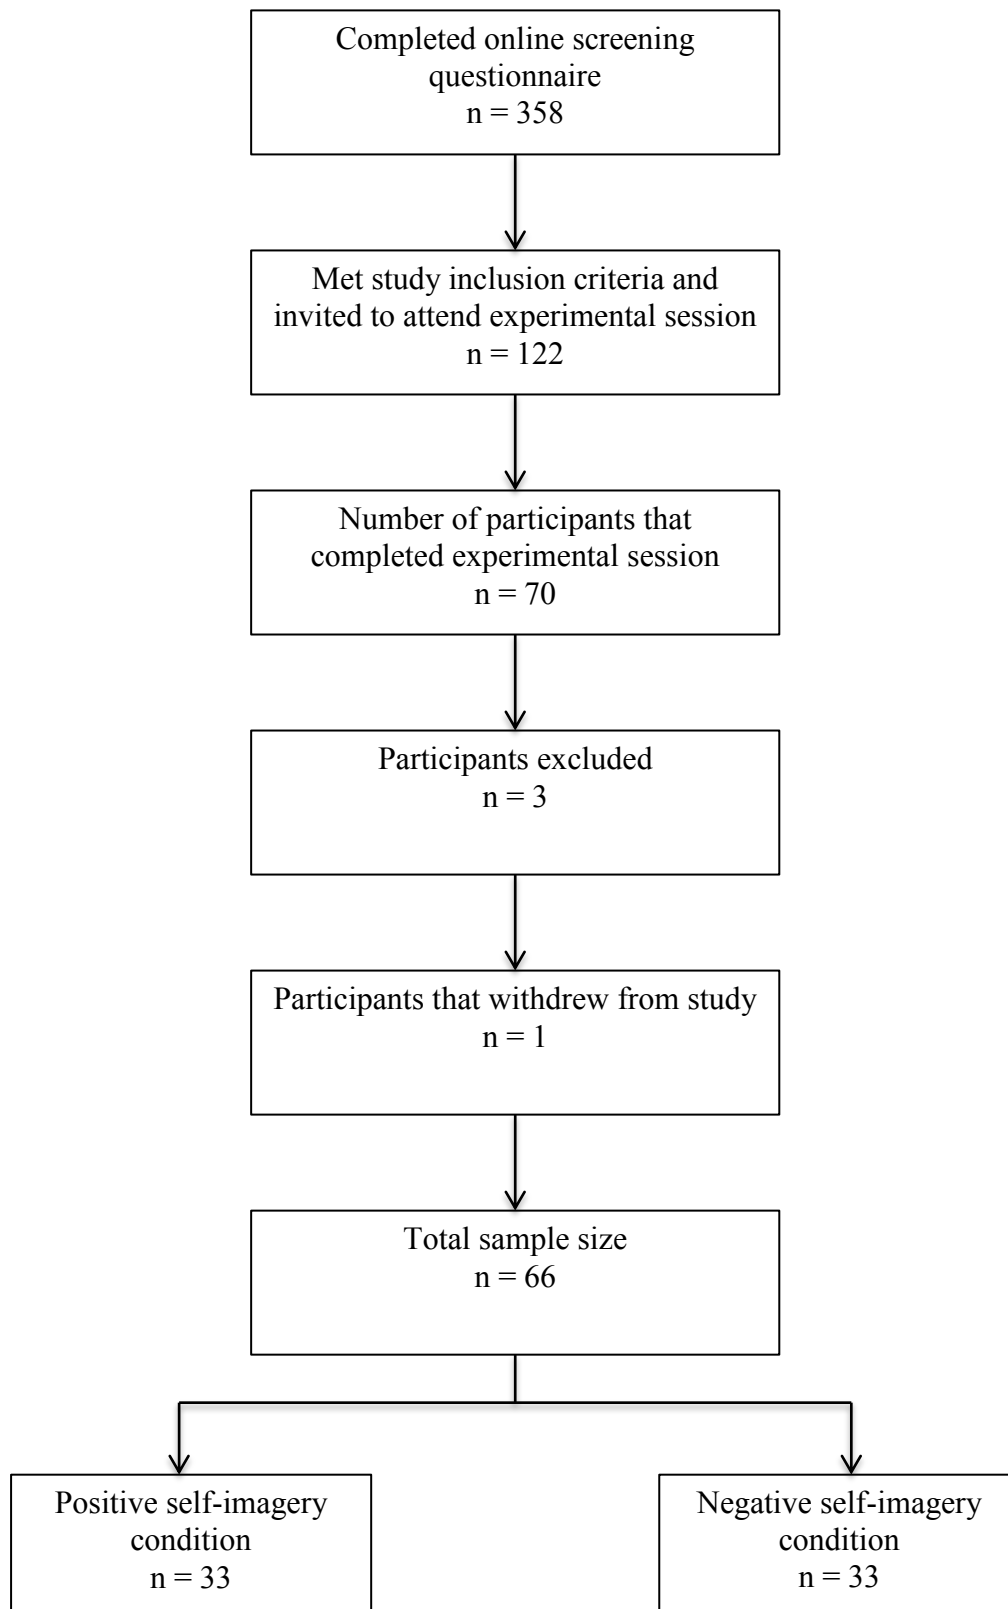 Completed online screening
questionnaire
n = 358
Met study inclusion criteria and
invited to attend experimental session
n = 122
Number of participants that
completed experimental session
n = 70
Participants excluded
n = 3
Participants that withdrew from study
n = 1
Total sample size
n = 66
Positive self-imagery
condition
n = 33
Negative self-imagery
condition
n = 33